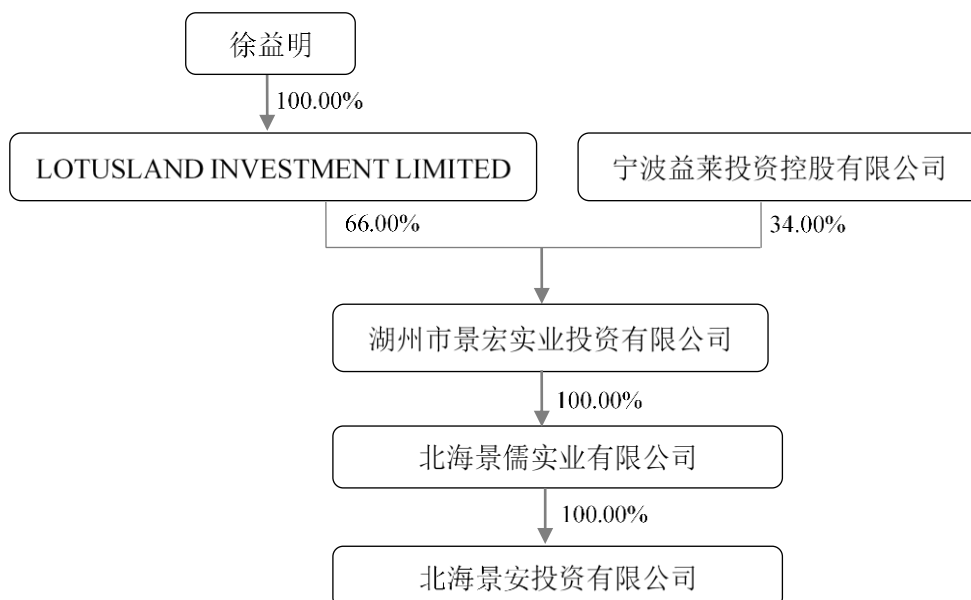 徐益明
100.00%
LOTUSLAND INVESTMENT LIMITED
宁波益莱投资控股有限公司
66.00%
34.00%
湖州市景宏实业投资有限公司
100.00%
北海景儒实业有限公司
100.00%
北海景安投资有限公司